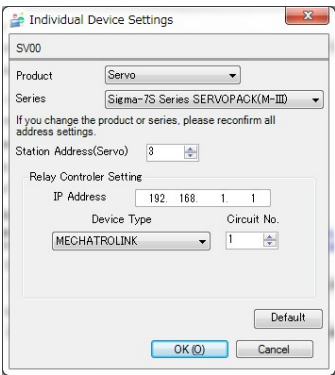 Individual Device Settings
SV00
Product Servo
Series Sigma-7S Series SERVOPACK(M-III)
If you change the product or series, please reconfirm all
address settings.
Station Address(Servo) 3
Relay Controler Setting
IP Address 192. 168. 1. 1
Device Type Circuit No.
MECHATROLINK 1
Default
OK (O) Cancel